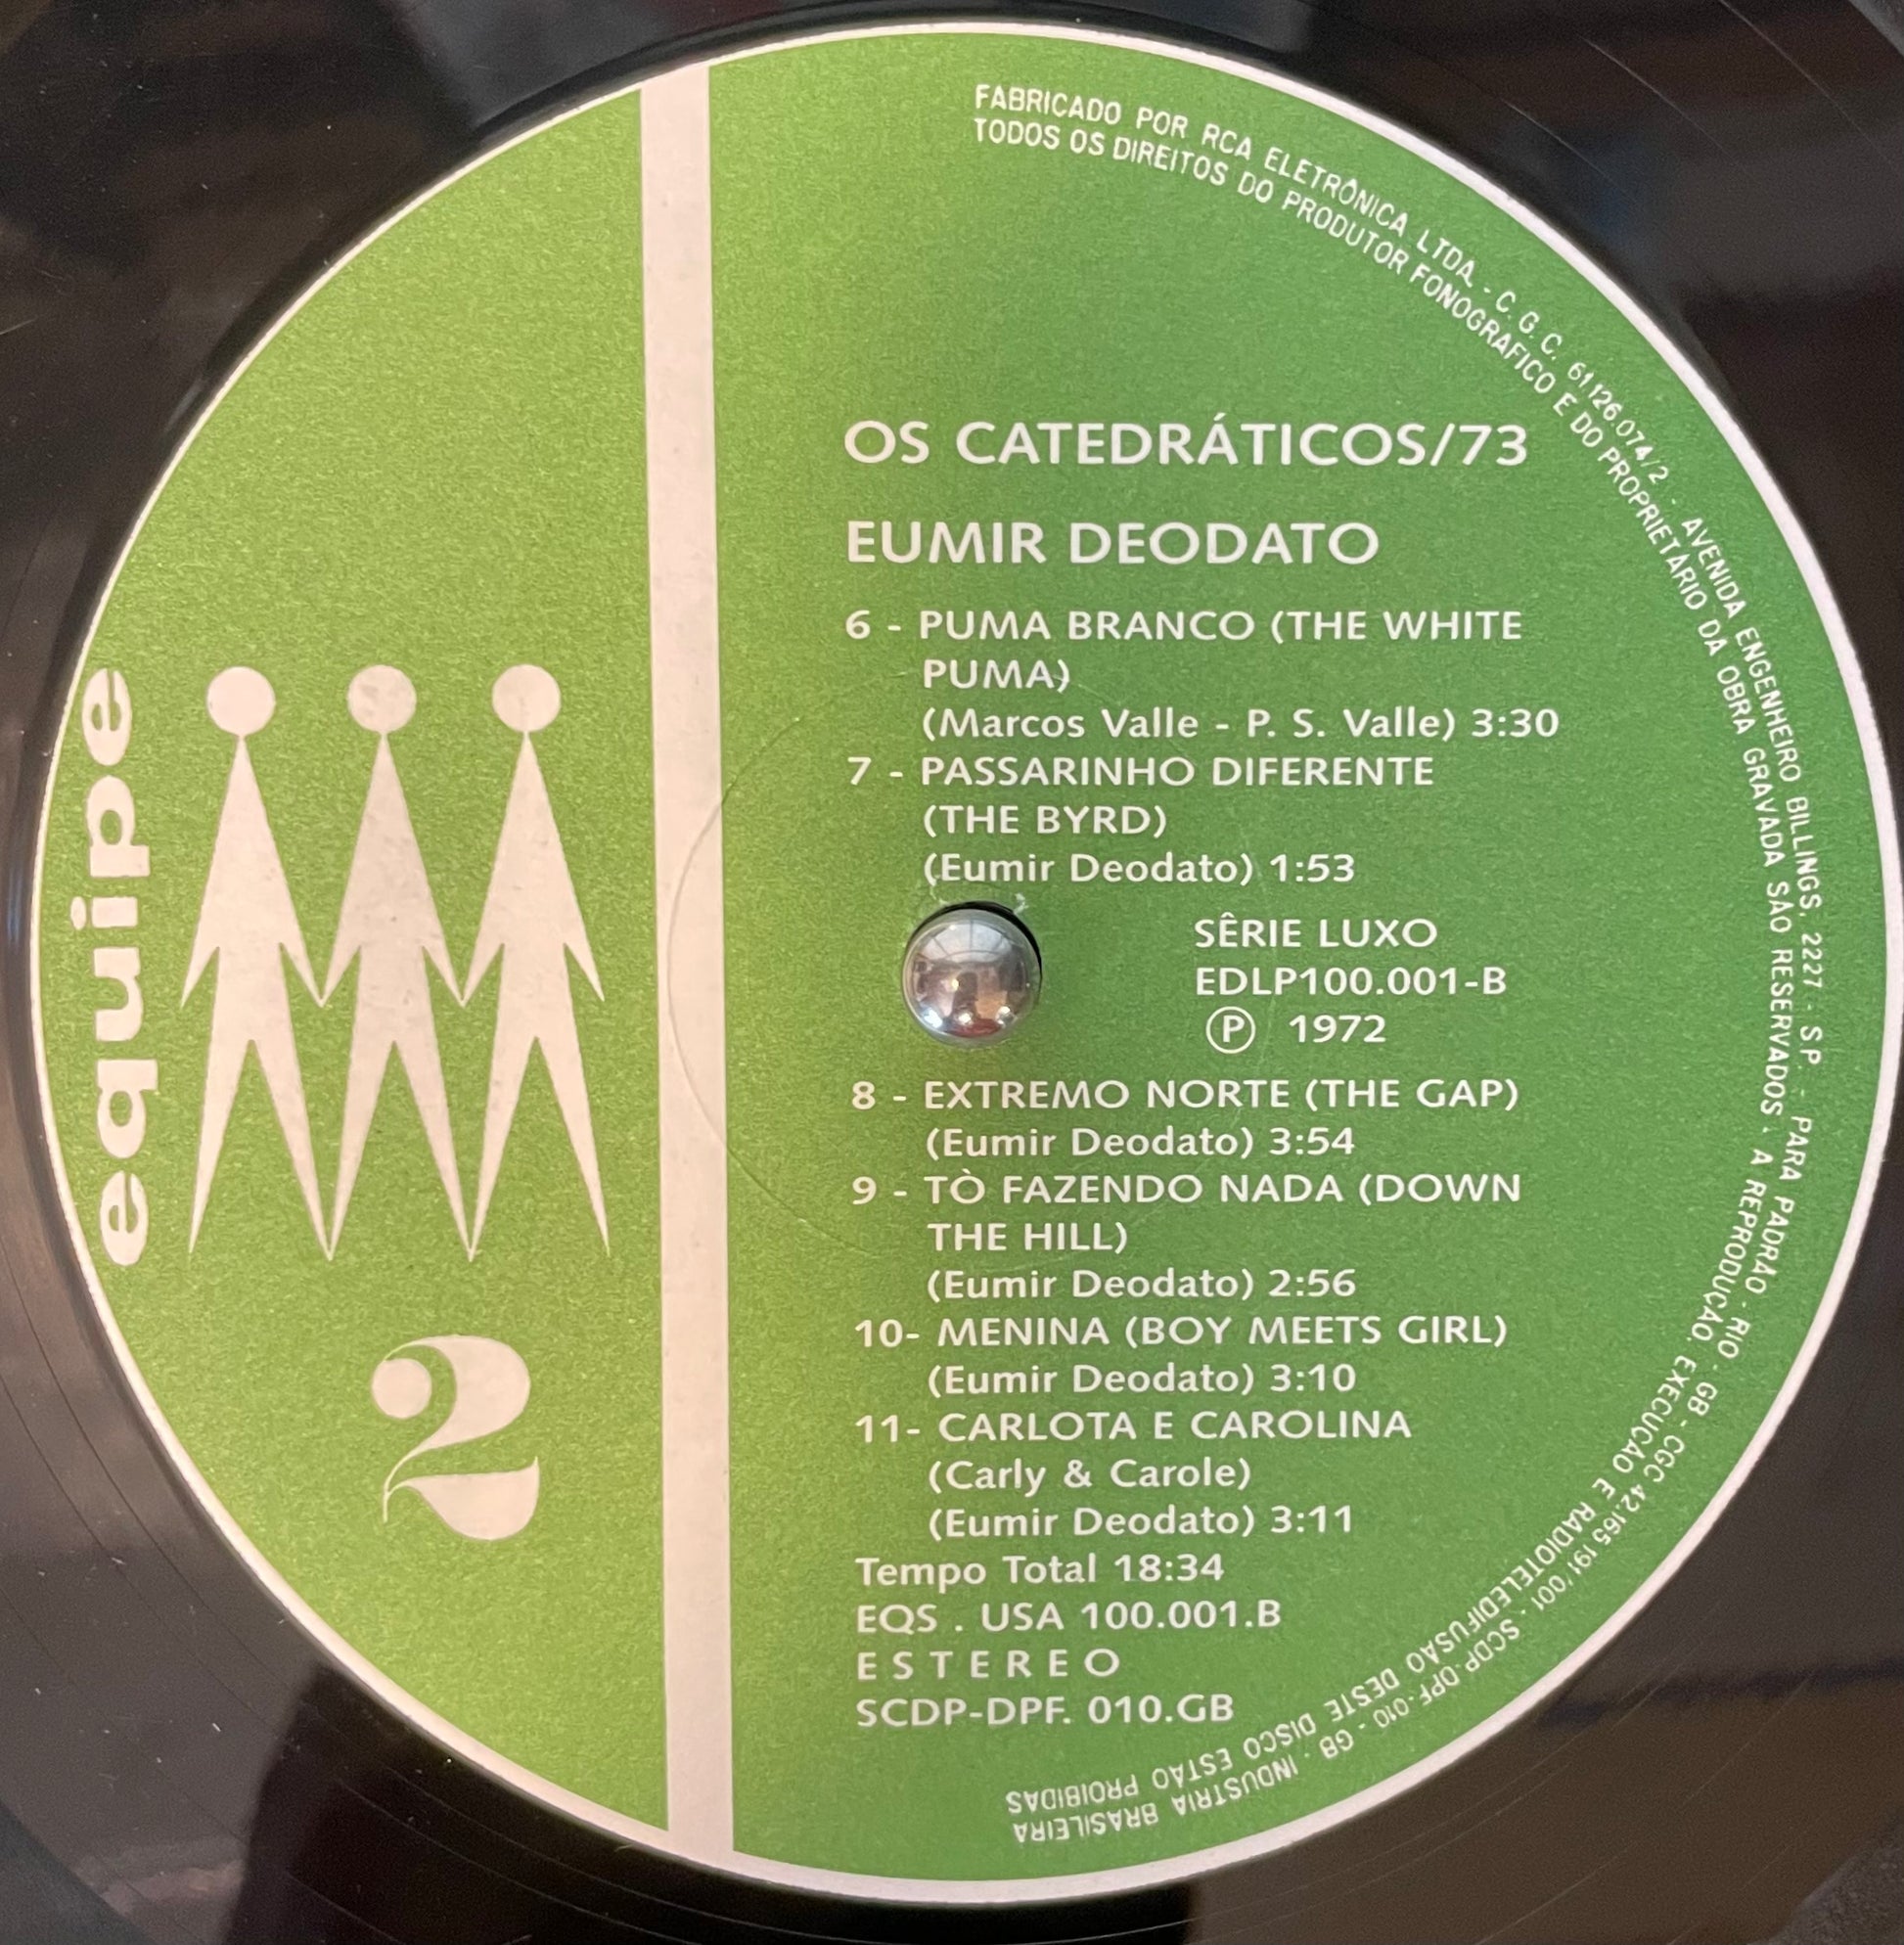 FABRICADO POR RCA ELETRÔNICA LTDA. - C. G. C. 61.126.074/2 - AVENIDA ENGENHEIRO BILLINGS, 2227 - SP. - PARA PADRÃO - RIO - GB - CGC 42.165 191/001 - SCDP-DPF-010 - GB - INDUSTRIA BRASILEIRA
TODOS OS DIREITOS DO PRODUTOR FONOGRÁFICO E DO PROPRIETÁRIO DA OBRA GRAVADA SÃO RESERVADOS - A REPRODUÇÃO, EXECUÇÃO E RADIOTELEDIFUSÃO DESTE DISCO ESTÃO PROIBIDAS
OS CATEDRÁTICOS/73
EUMIR DEODATO
6 - PUMA BRANCO (THE WHITE
PUMA)
(Marcos Valle - P. S. Valle) 3:30
7 - PASSARINHO DIFERENTE
(THE BYRD)
(Eumir Deodato) 1:53
SÊRIE LUXO
EDLP100.001-B
Ⓟ 1972
8 - EXTREMO NORTE (THE GAP)
(Eumir Deodato) 3:54
9 - TÒ FAZENDO NADA (DOWN
THE HILL)
(Eumir Deodato) 2:56
10- MENINA (BOY MEETS GIRL)
(Eumir Deodato) 3:10
11- CARLOTA E CAROLINA
(Carly & Carole)
(Eumir Deodato) 3:11
Tempo Total 18:34
EQS . USA 100.001.B
E S T E R E O
SCDP-DPF. 010.GB
equipe
2